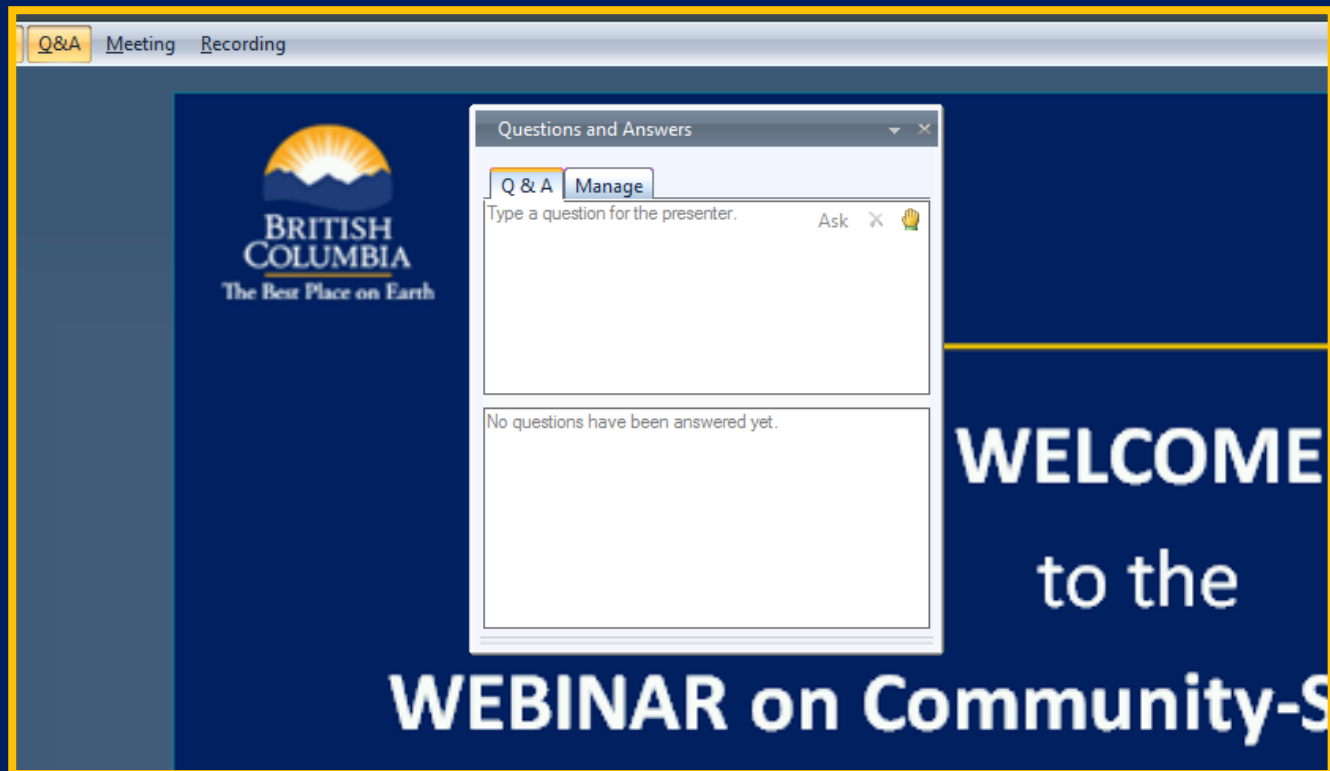 Q&A Meeting Recording
Questions and Answers
Q & A Manage
Type a question for the presenter. Ask
No questions have been answered yet.
BRITISH
COLUMBIA
The Best Place on Earth
WELCOME
to the
WEBINAR on Community-S